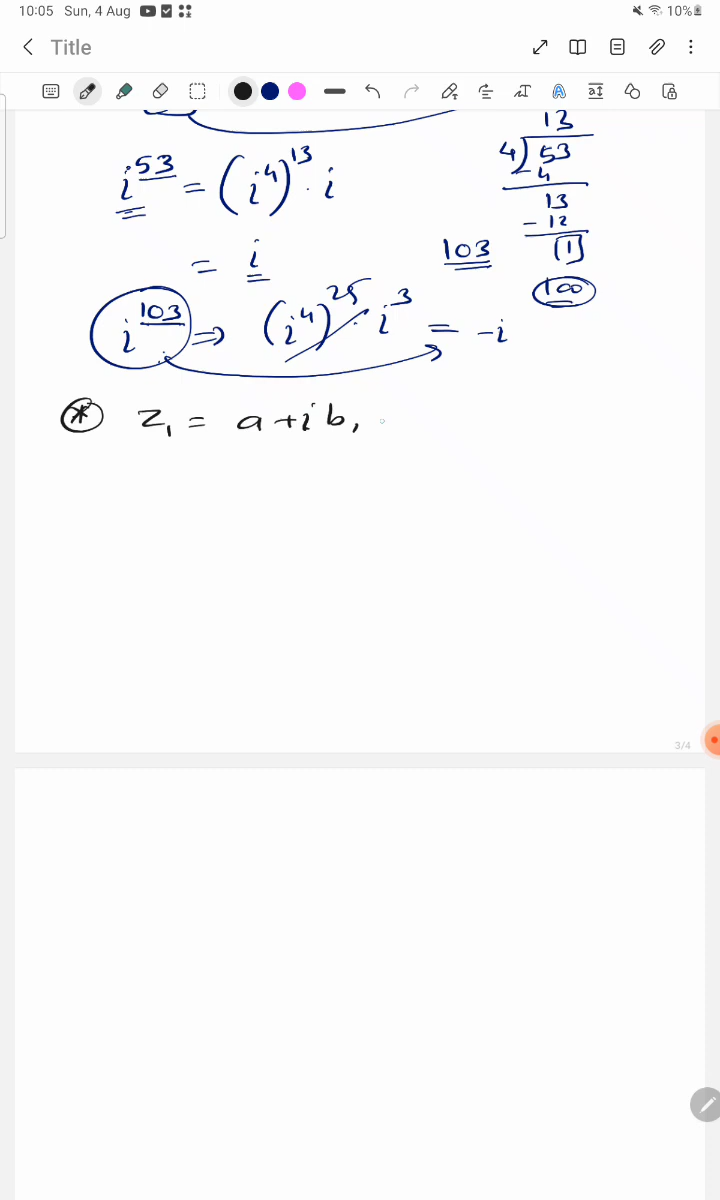 10:05 Sun, 4 Aug 10%
Title
13
i^53 = (i^4)^13 · i
4) 53
4
13
- 12
1
= i
103
100
i^103 ⇒ (i^4)^25 · i^3 = -i
* z₁ = a + i b,
3/4